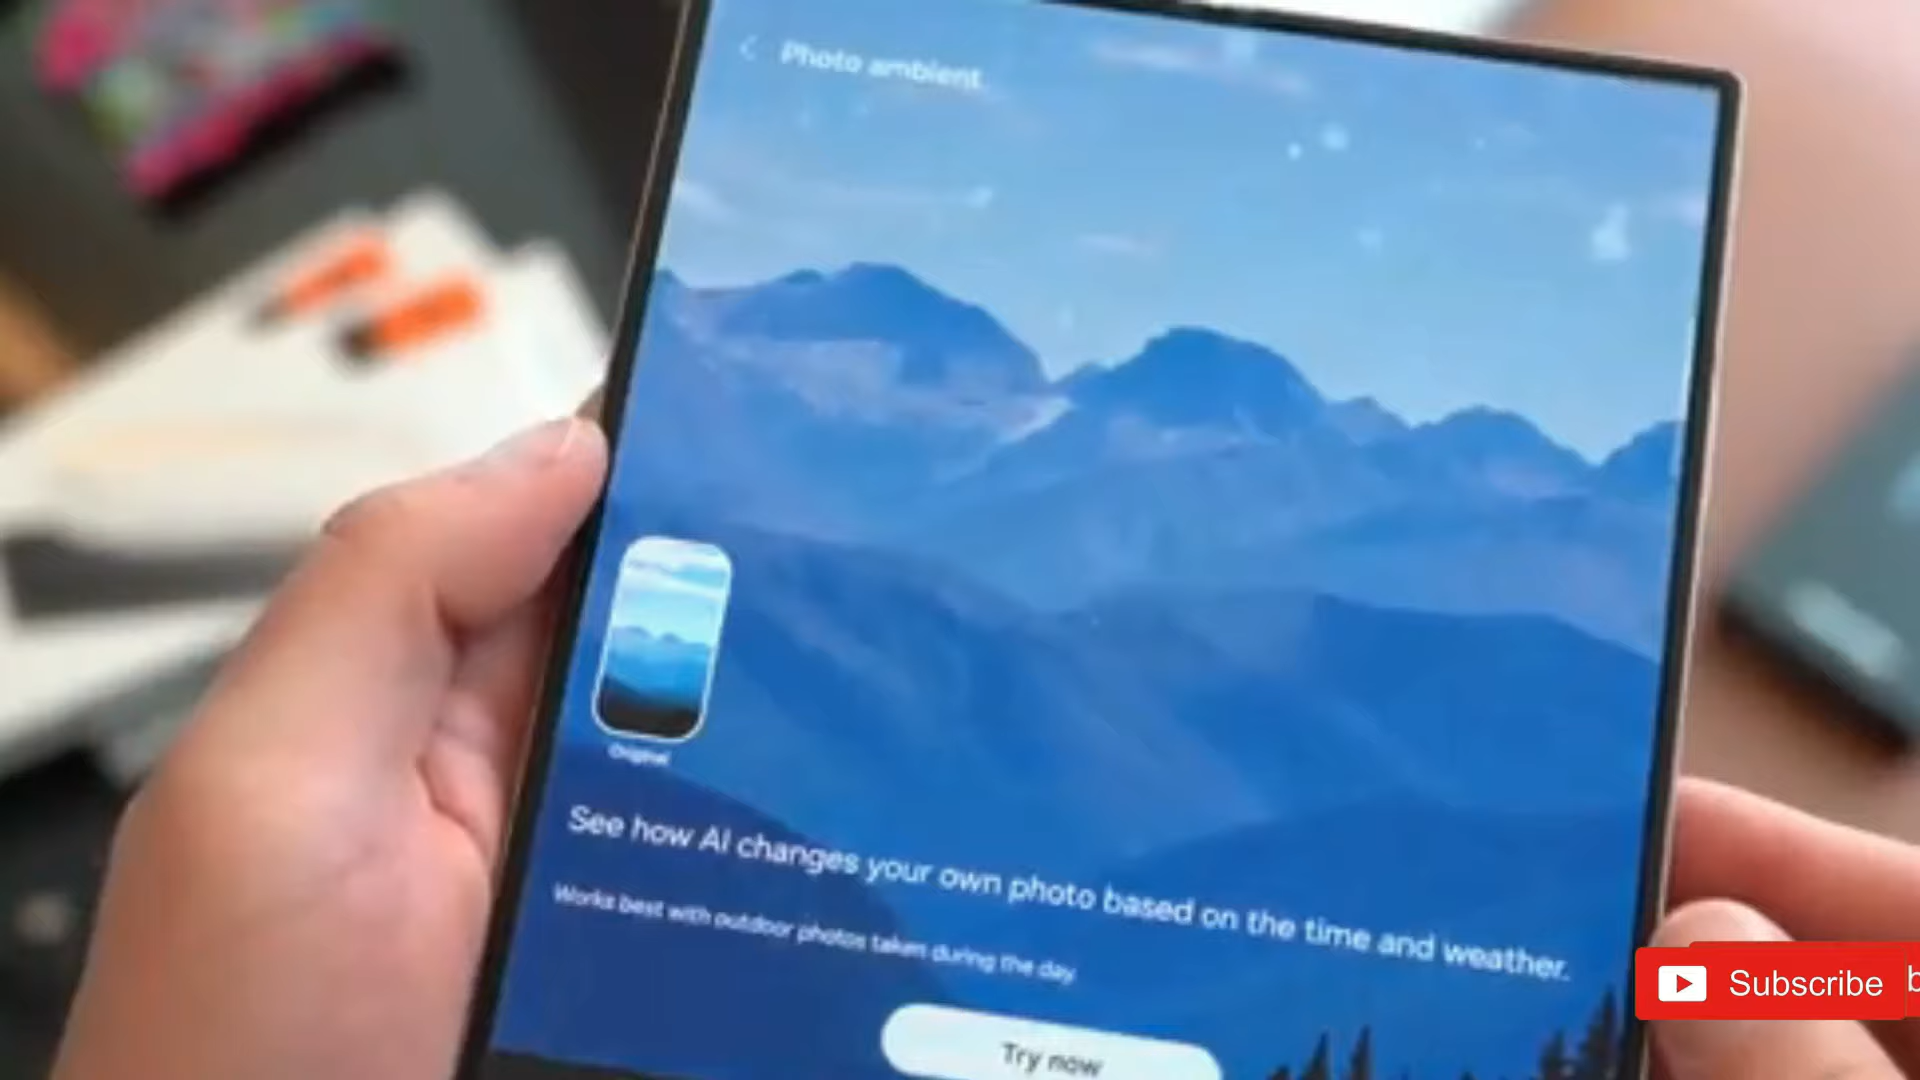 Photo ambient
Original
See how AI changes your own photo based on the time and weather.
Works best with outdoor photos taken during the day
Try now
Subscribe